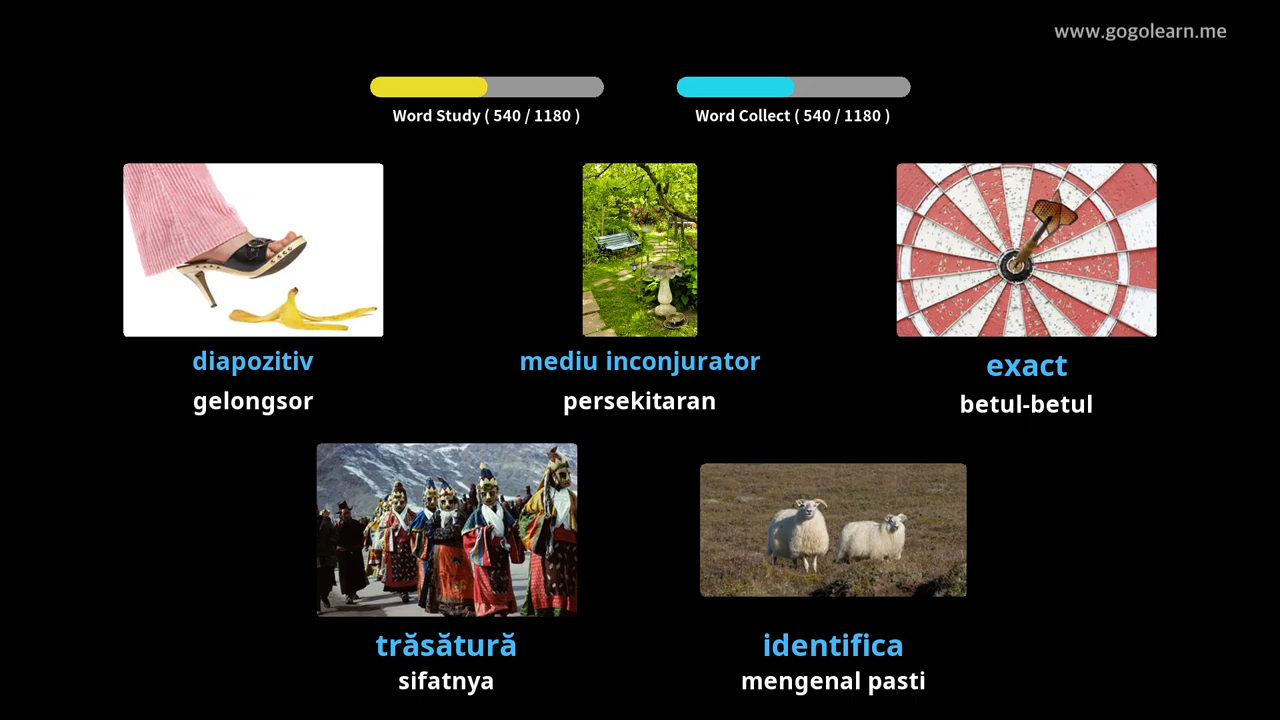 www.gogolearn.me
Word Study ( 540 / 1180 )
Word Collect ( 540 / 1180 )
diapozitiv
gelongsor
mediu inconjurator
persekitaran
exact
betul-betul
trăsătură
sifatnya
identifica
mengenal pasti